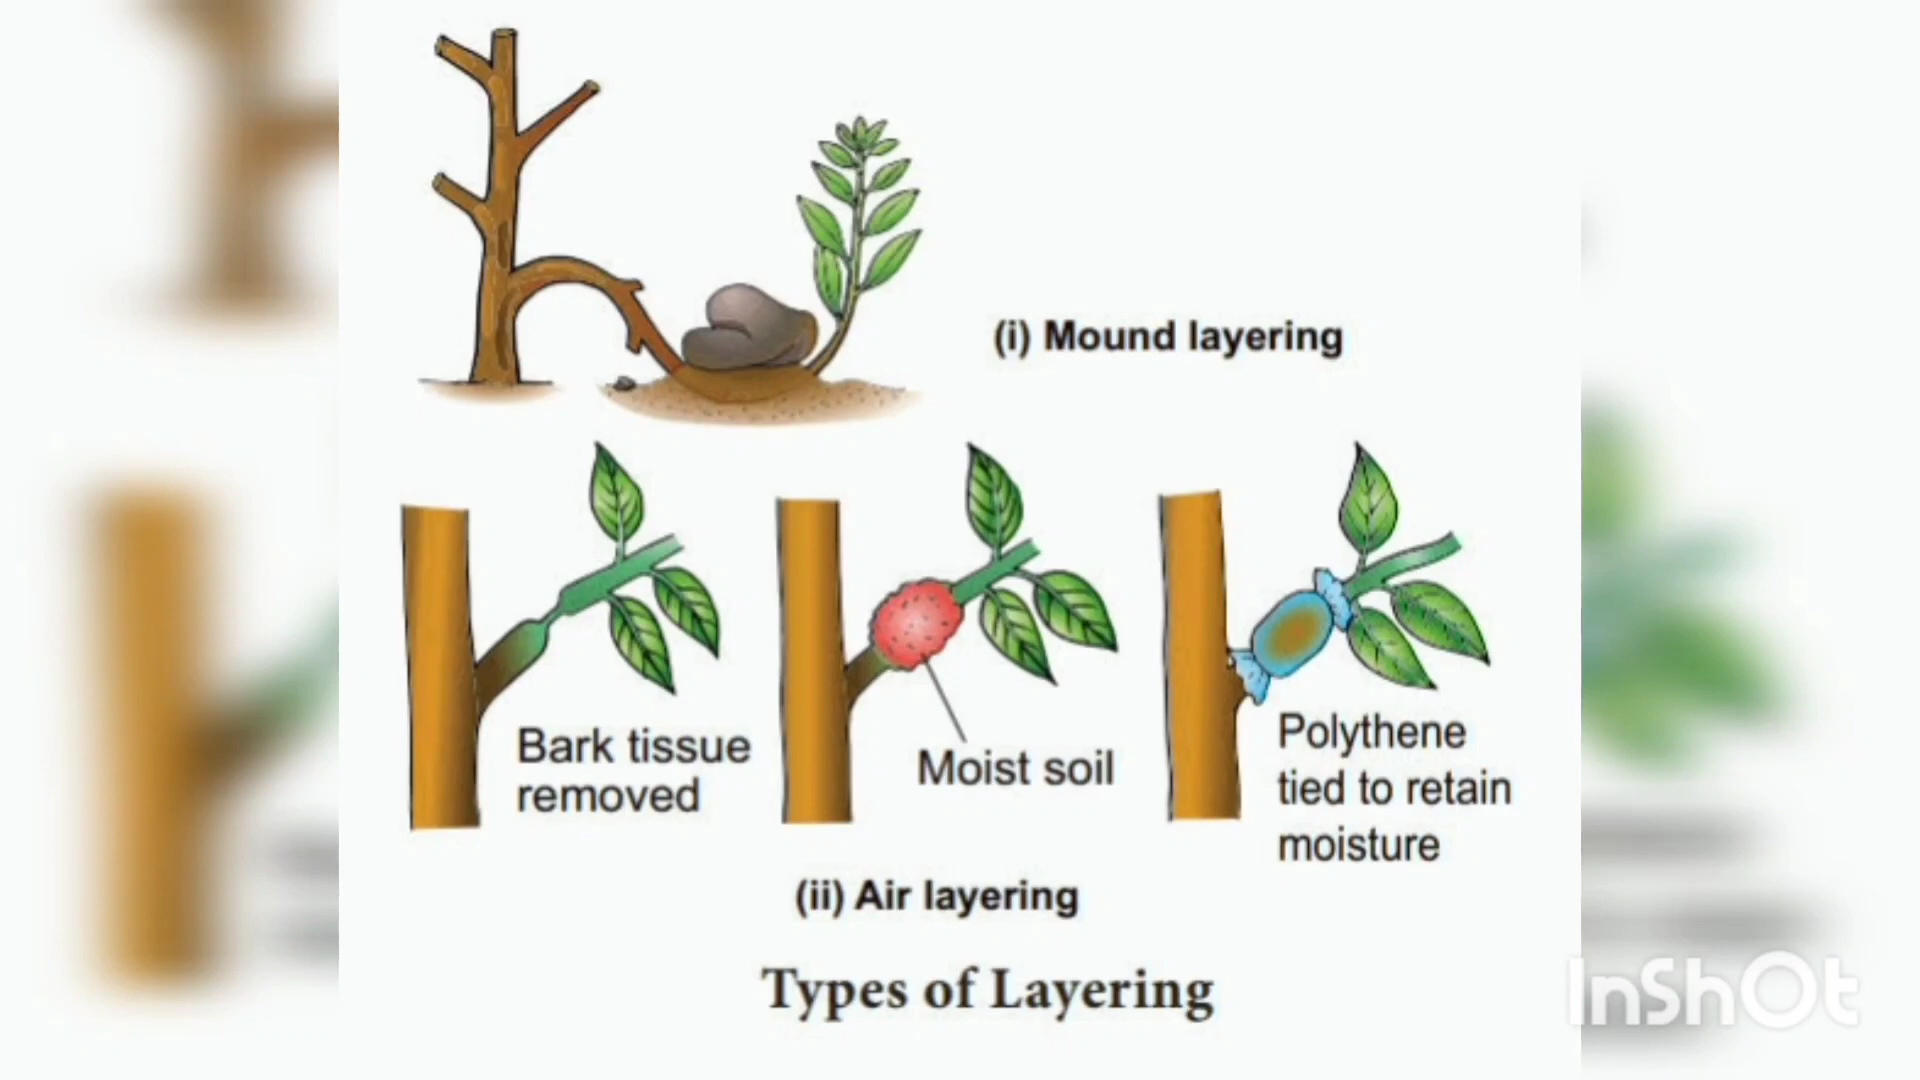 (i) Mound layering
Bark tissue
removed
Moist soil
Polythene
tied to retain
moisture
(ii) Air layering
Types of Layering
InShOt